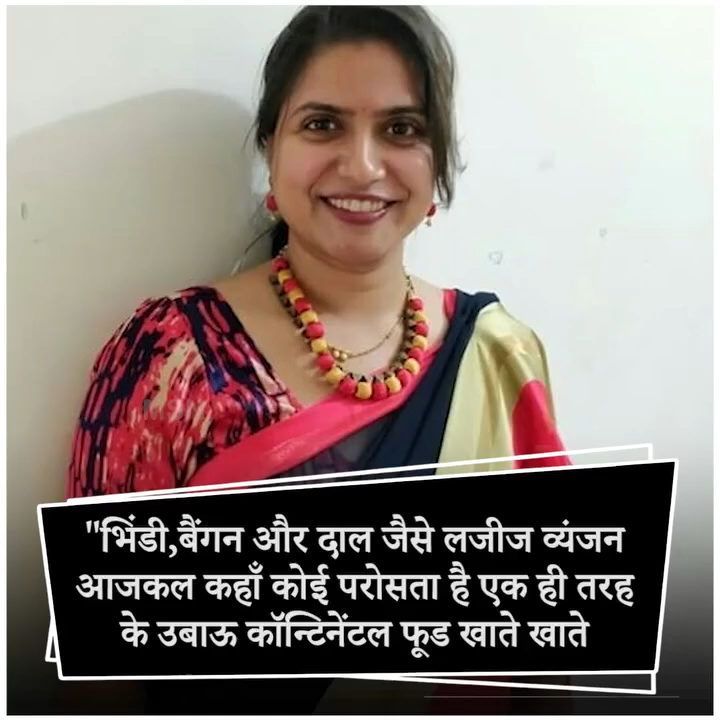 "भिंडी,बैंगन और दाल जैसे लजीज व्यंजन
आजकल कहाँ कोई परोसता है एक ही तरह
के उबाऊ कॉन्टिनेंटल फूड खाते खाते